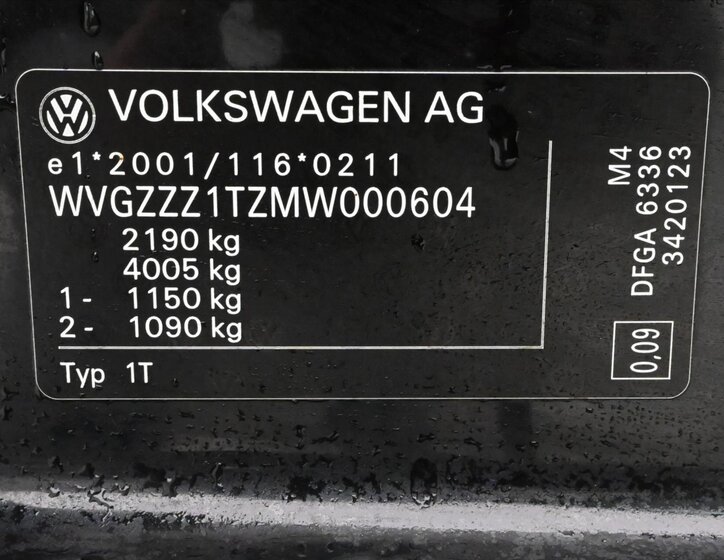 VOLKSWAGEN AG
e1*2001/116*0211
WVGZZZ1TZMW000604
2190 kg
4005 kg
1 - 1150 kg
2 - 1090 kg
Typ 1T
M4
DFGA 6336
3420123
0,09